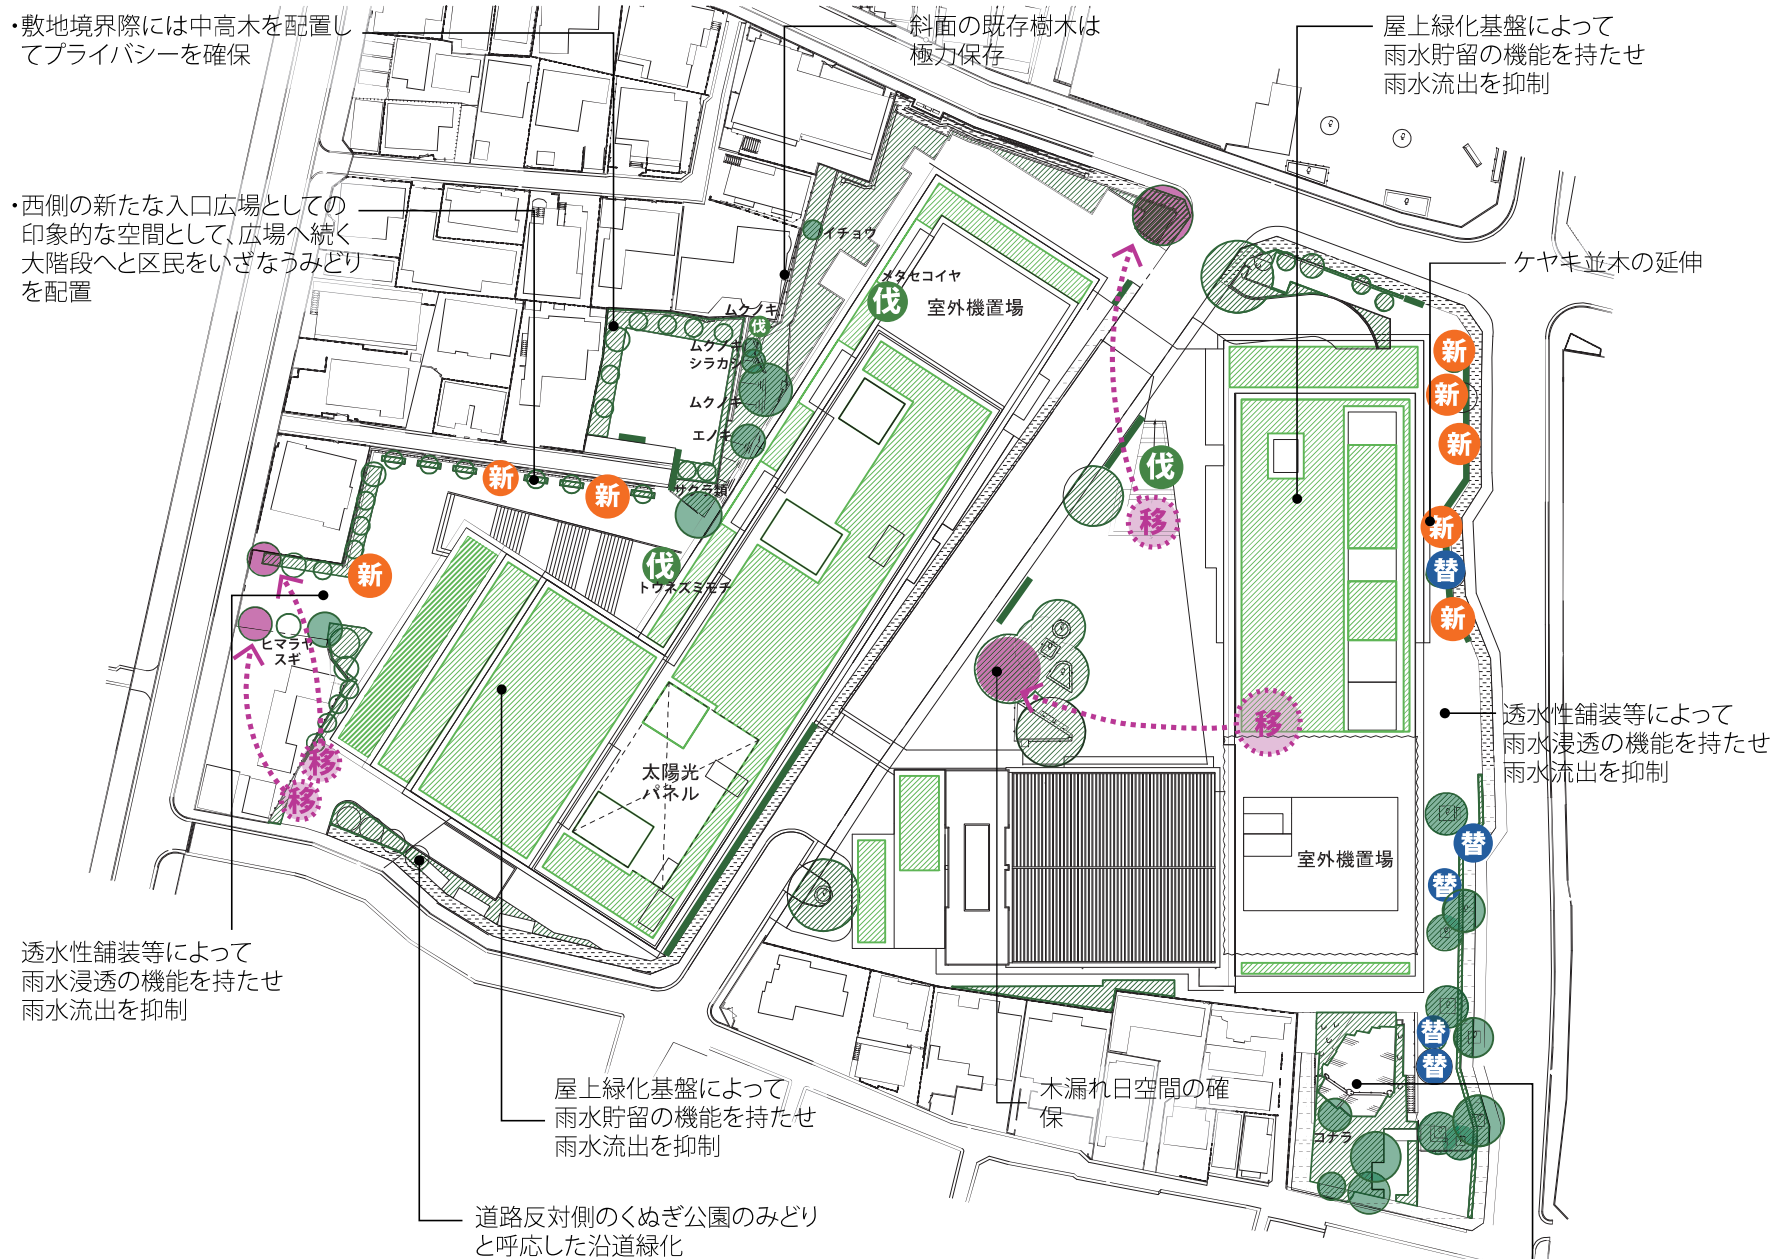 ・敷地境界際には中高木を配置し
てプライバシーを確保
斜面の既存樹木は
極力保存
屋上緑化基盤によって
雨水貯留の機能を持たせ
雨水流出を抑制
・西側の新たな入口広場としての
印象的な空間として、広場へ続く
大階段へと区民をいざなうみどり
を配置
イチョウ
メタセコイヤ
伐
室外機置場
ケヤキ並木の延伸
ムクノキ
伐
ムクノキ
シラカシ
ムクノキ
エノキ
サクラ類
新
新
新
新
新
新
替
新
伐
移
新
伐
トウネズミモチ
ヒマラヤ
スギ
移
移
移
太陽光
パネル
透水性舗装等によって
雨水浸透の機能を持たせ
雨水流出を抑制
室外機置場
替
替
替
替
コナラ
透水性舗装等によって
雨水浸透の機能を持たせ
雨水流出を抑制
屋上緑化基盤によって
雨水貯留の機能を持たせ
雨水流出を抑制
木漏れ日空間の確
保
道路反対側のくぬぎ公園のみどり
と呼応した沿道緑化